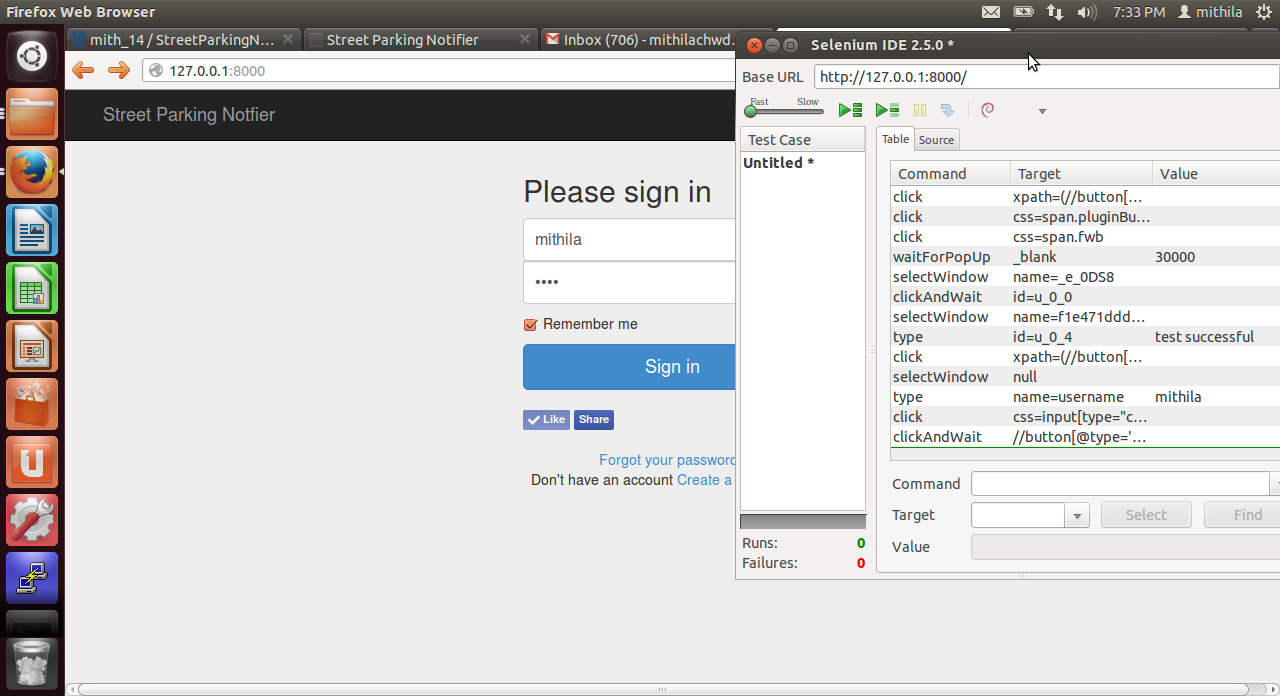 Firefox Web Browser
7:33 PM mithila
mith_14 / StreetParkingN...
Street Parking Notifier
Inbox (706) - mithilachwd...
127.0.0.1:8000
Street Parking Notfier
Please sign in
mithila
••••
Remember me
Sign in
Like Share
Forgot your password
Don't have an account Create a
Selenium IDE 2.5.0 *
Base URL http://127.0.0.1:8000/
Fast Slow
Test Case
Untitled *
Runs: 0
Failures: 0
Table Source
Command Target Value
click xpath=(//button[...
click css=span.pluginBu...
click css=span.fwb
waitForPopUp _blank 30000
selectWindow name=_e_0DS8
clickAndWait id=u_0_0
selectWindow name=f1e471ddd...
type id=u_0_4 test successful
click xpath=(//button[...
selectWindow null
type name=username mithila
click css=input[type="c...
clickAndWait //button[@type='...
Command
Target Select Find
Value